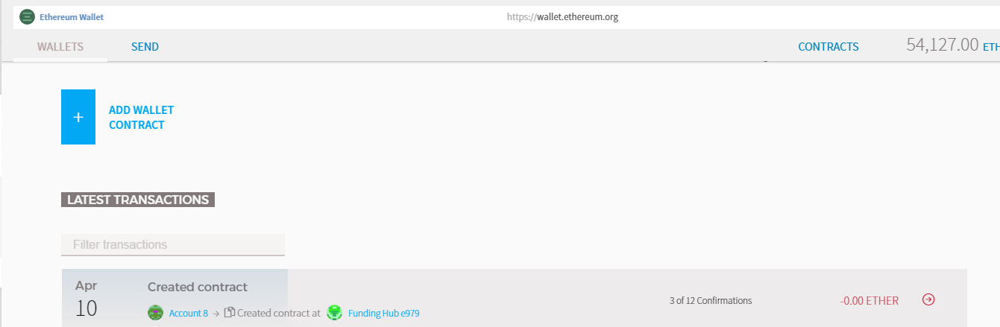 Ethereum Wallet https://wallet.ethereum.org
WALLETS SEND CONTRACTS 54,127.00 ETH
+ ADD WALLET
CONTRACT
LATEST TRANSACTIONS
Filter transactions
Apr Created contract
10 Account 8 → Created contract at Funding Hub e979 3 of 12 Confirmations -0.00 ETHER